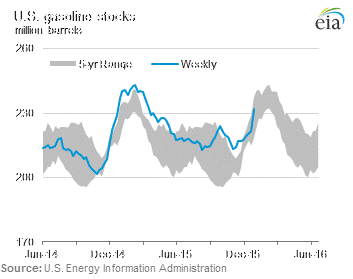 U.S. gasoline stocks
million barrels
eia
260
5-yr Range
Weekly
230
200
170
Jun-14 Dec-14 Jun-15 Dec-15 Jun-16
Source: U.S. Energy Information Administration